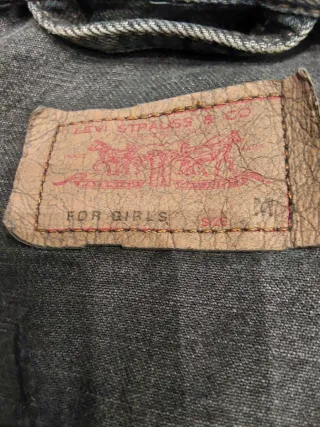 LEVI STRAUSS & CO
FOR GIRLS
M